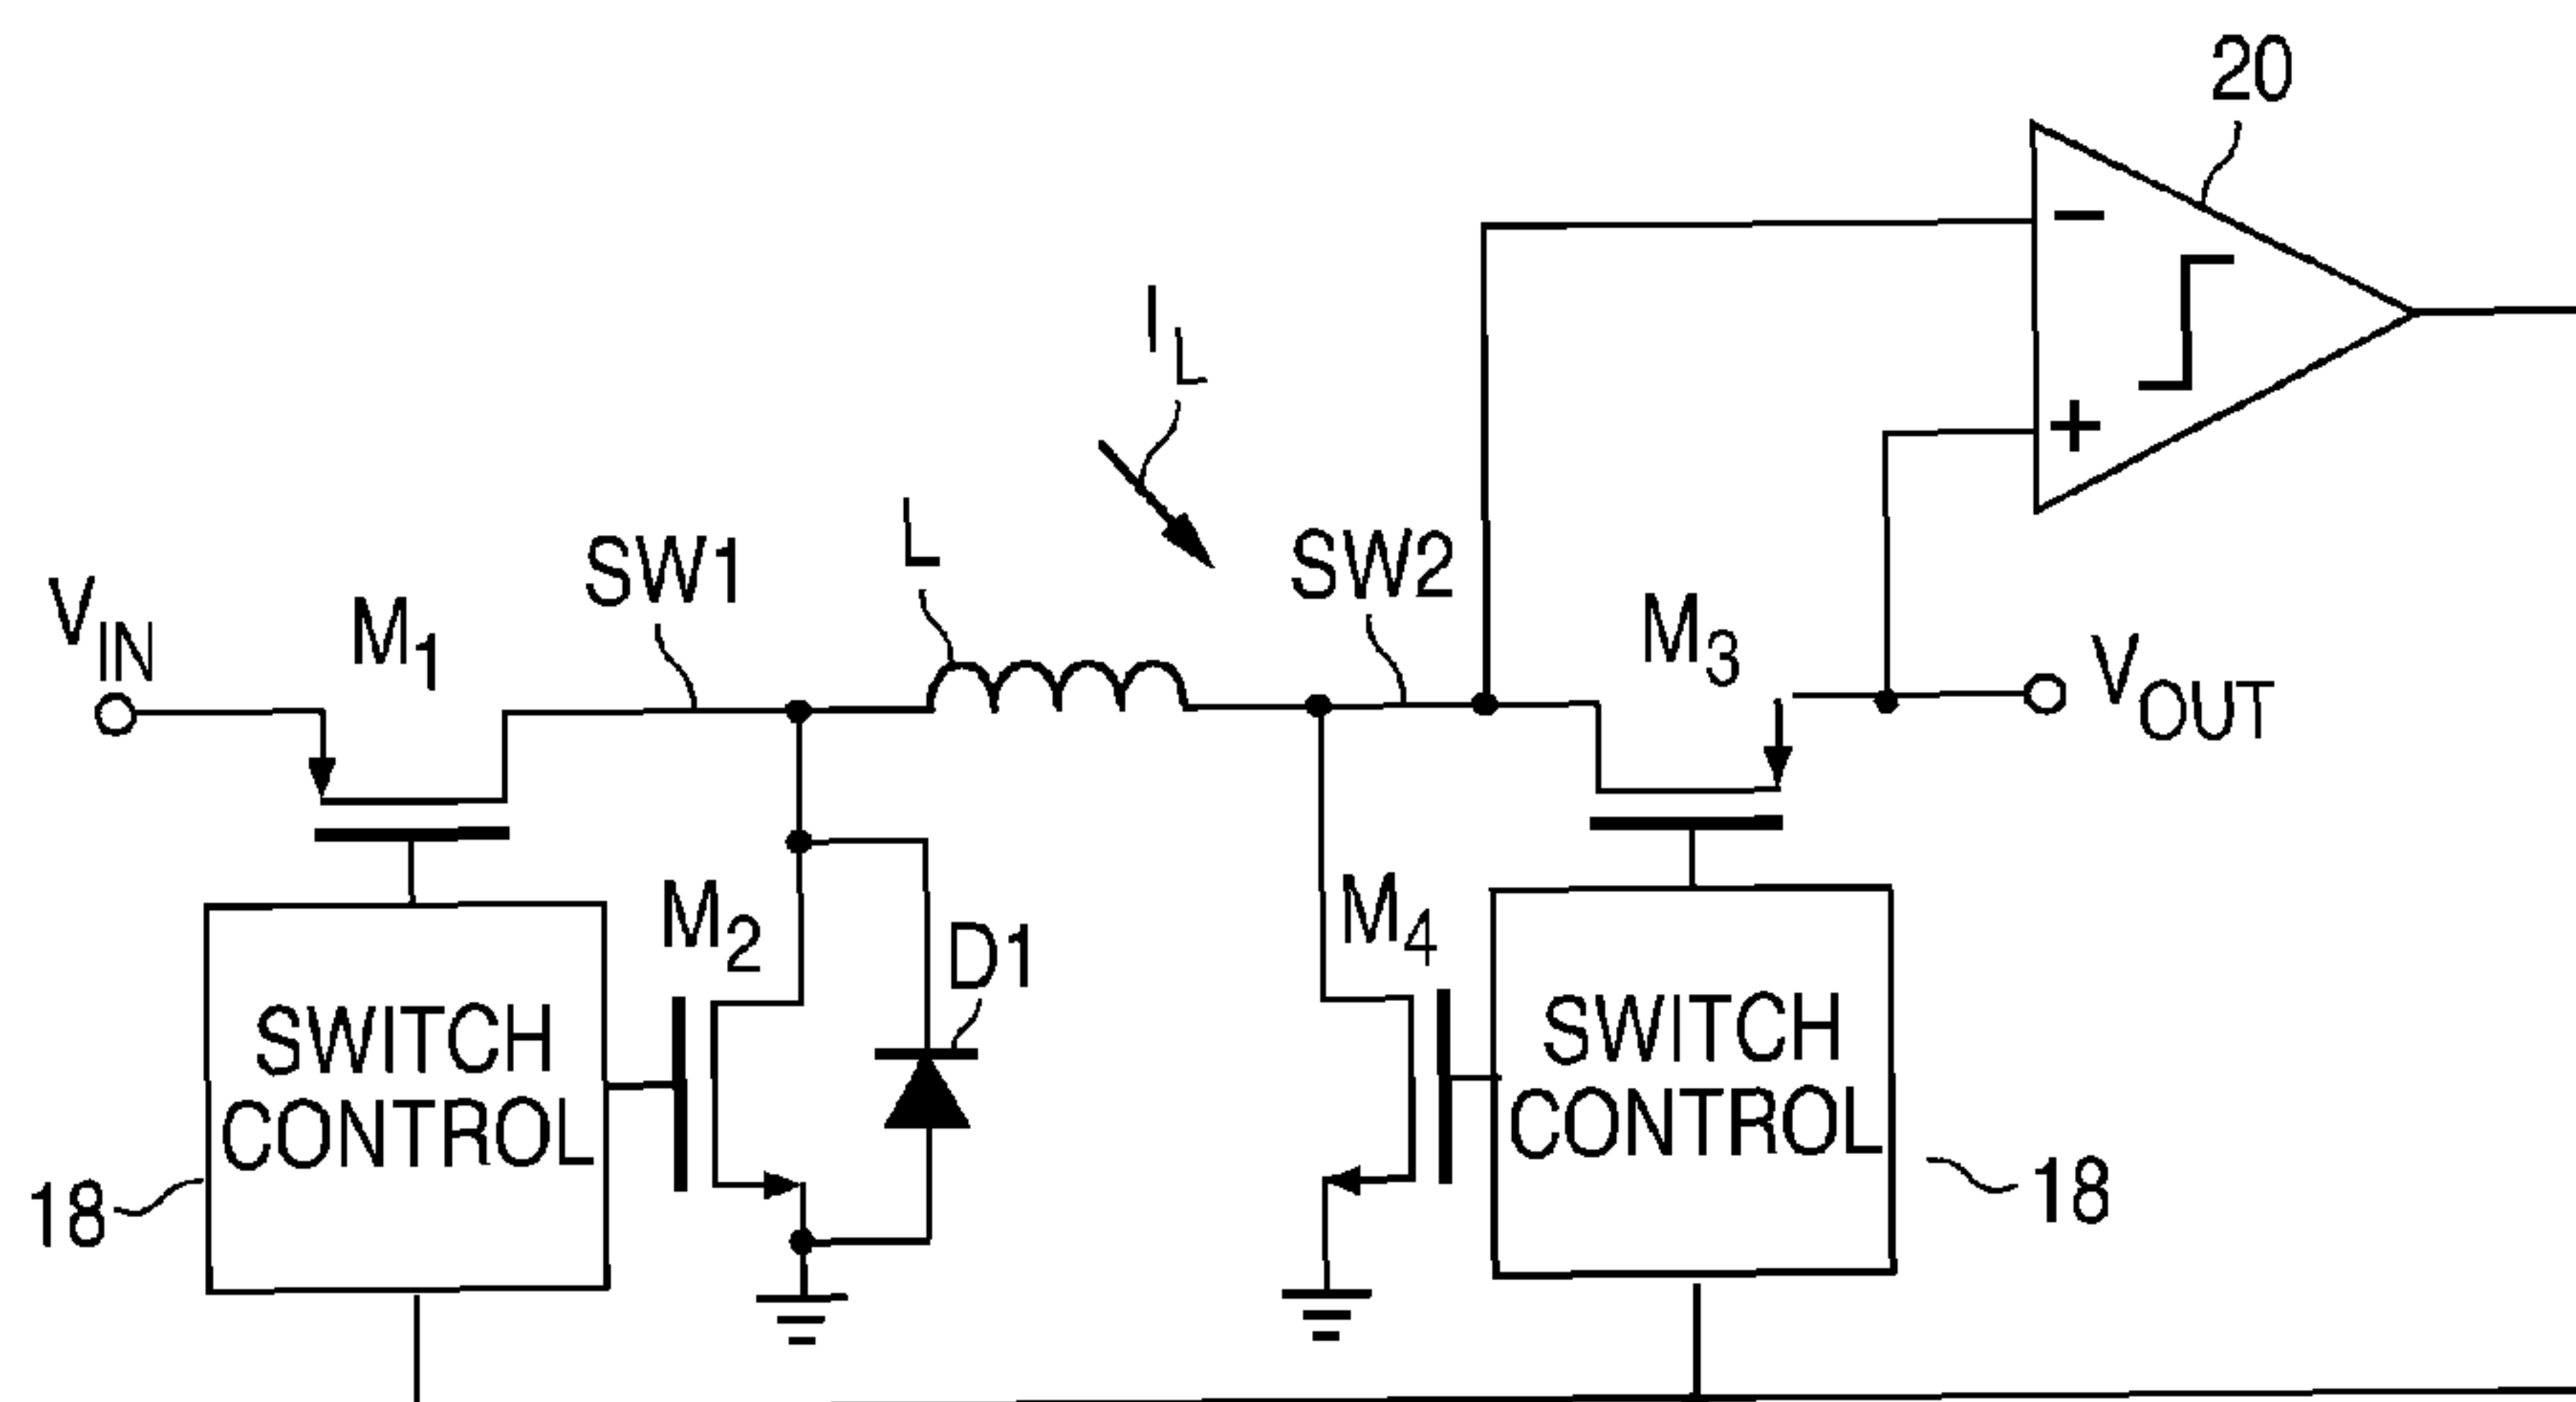 20
−
+
I_L
L
SW1
SW2
V_IN
M_1
M_3
V_OUT
M_2
D1
M_4
SWITCH
CONTROL
SWITCH
CONTROL
18
18